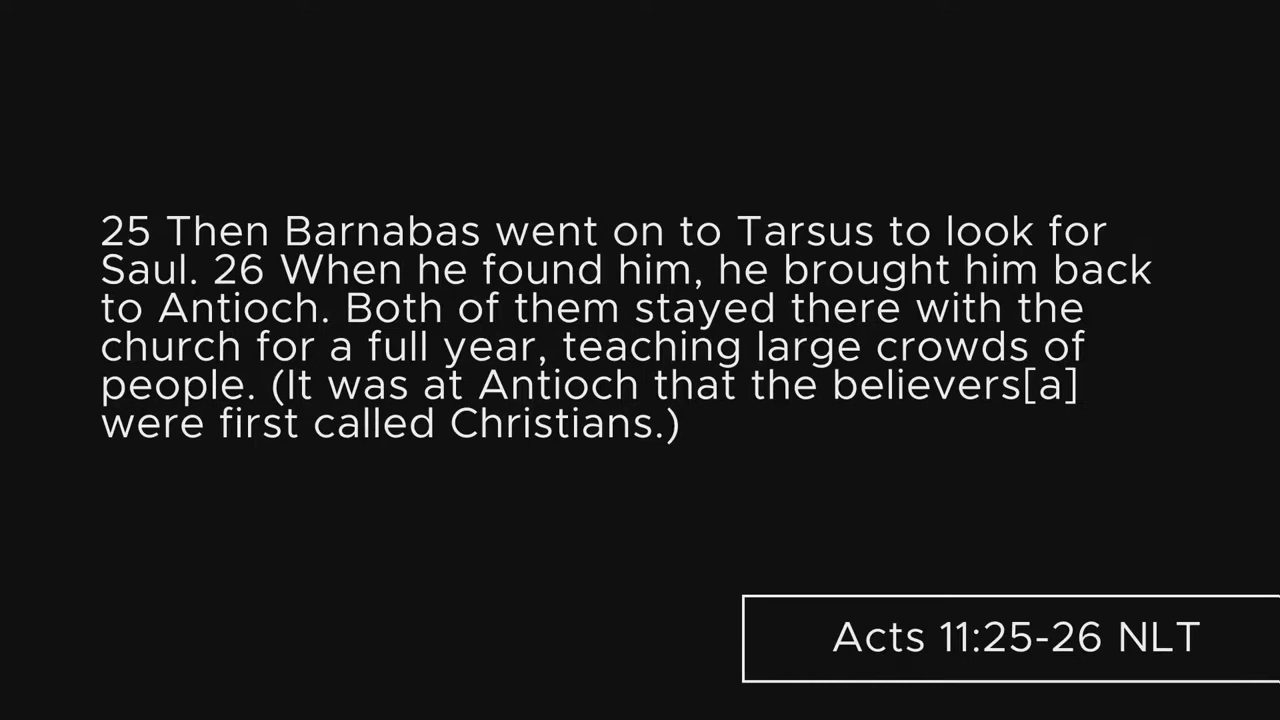 25 Then Barnabas went on to Tarsus to look for
Saul. 26 When he found him, he brought him back
to Antioch. Both of them stayed there with the
church for a full year, teaching large crowds of
people. (It was at Antioch that the believers[a]
were first called Christians.)
Acts 11:25-26 NLT